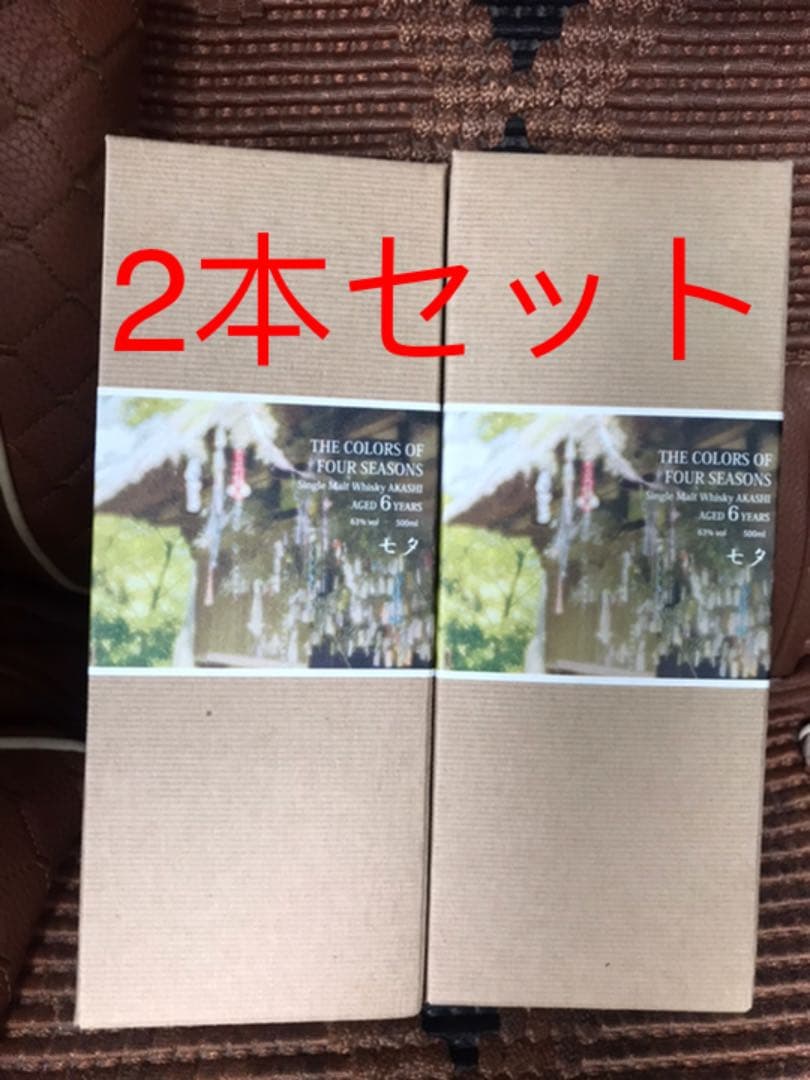 2本セット
THE COLORS OF
FOUR SEASONS
Single Malt Whisky AKASHI
AGED 6 YEARS
63% vol 500ml
七夕
THE COLORS OF
FOUR SEASONS
Single Malt Whisky AKASHI
AGED 6 YEARS
63% vol 500ml
七夕